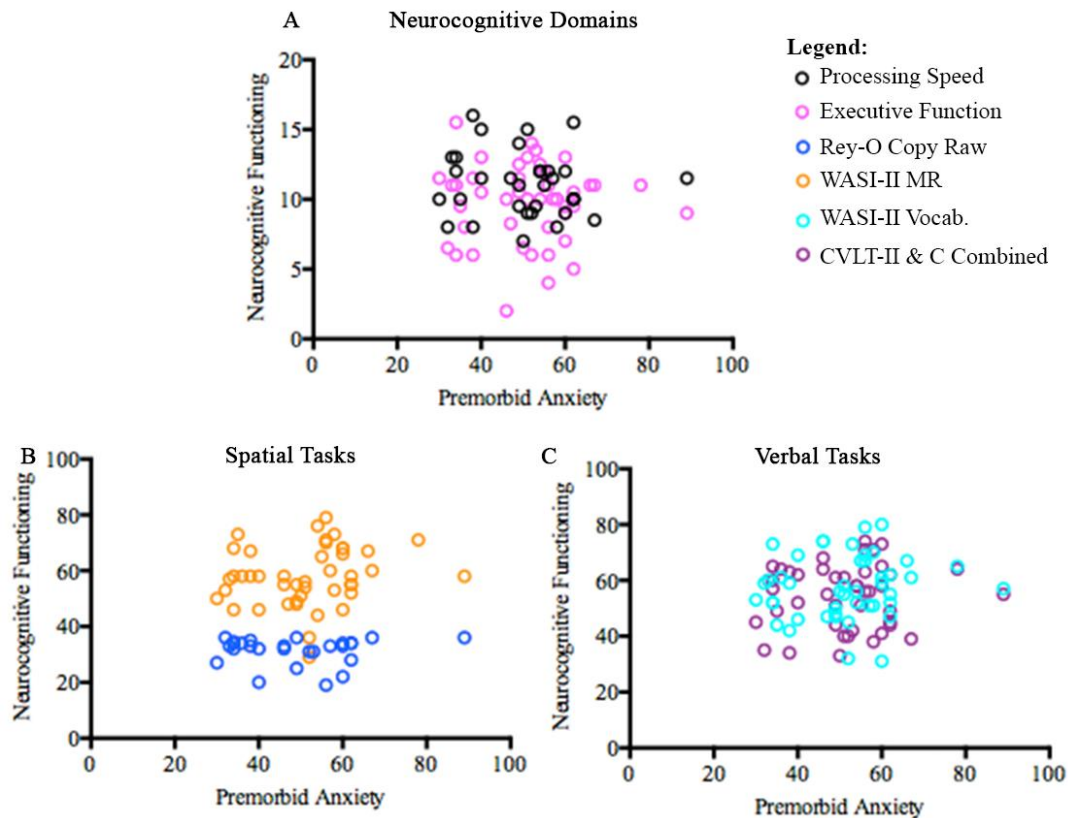 A
Neurocognitive Domains
Neurocognitive Functioning
20
15
10
5
0
0 20 40 60 80 100
Premorbid Anxiety
Legend:
Processing Speed
Executive Function
Rey-O Copy Raw
WASI-II MR
WASI-II Vocab.
CVLT-II & C Combined
B
Spatial Tasks
Neurocognitive Functioning
100
80
60
40
20
0
0 20 40 60 80 100
Premorbid Anxiety
C
Verbal Tasks
Neurocognitive Functioning
100
80
60
40
20
0
0 20 40 60 80 100
Premorbid Anxiety